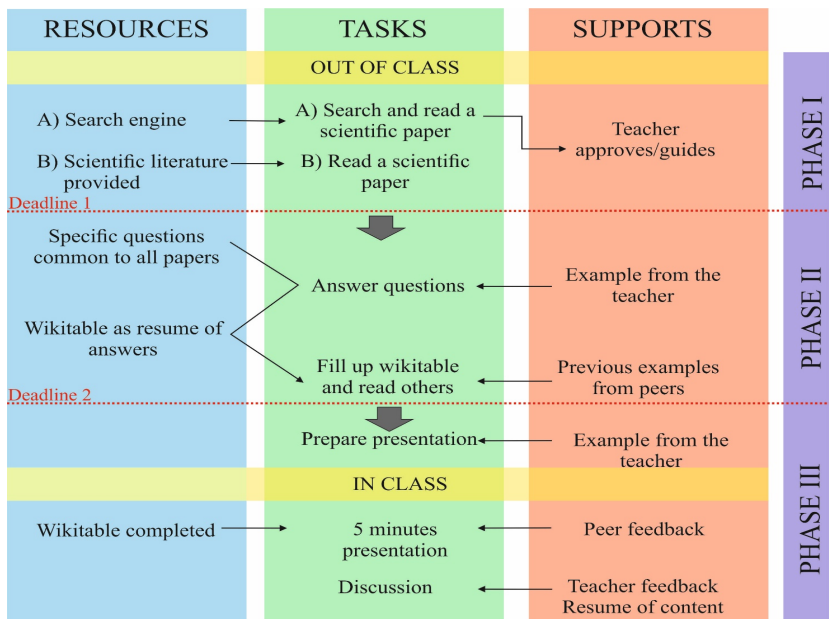 RESOURCES
TASKS
SUPPORTS
OUT OF CLASS
A) Search engine
A) Search and read a
scientific paper
Teacher
approves/guides
B) Scientific literature
provided
B) Read a scientific
paper
PHASE I
Deadline 1
Specific questions
common to all papers
Answer questions
Example from the
teacher
Wikitable as resume of
answers
Fill up wikitable
and read others
Previous examples
from peers
PHASE II
Deadline 2
Prepare presentation
Example from the
teacher
IN CLASS
Wikitable completed
5 minutes
presentation
Peer feedback
Discussion
Teacher feedback
Resume of content
PHASE III